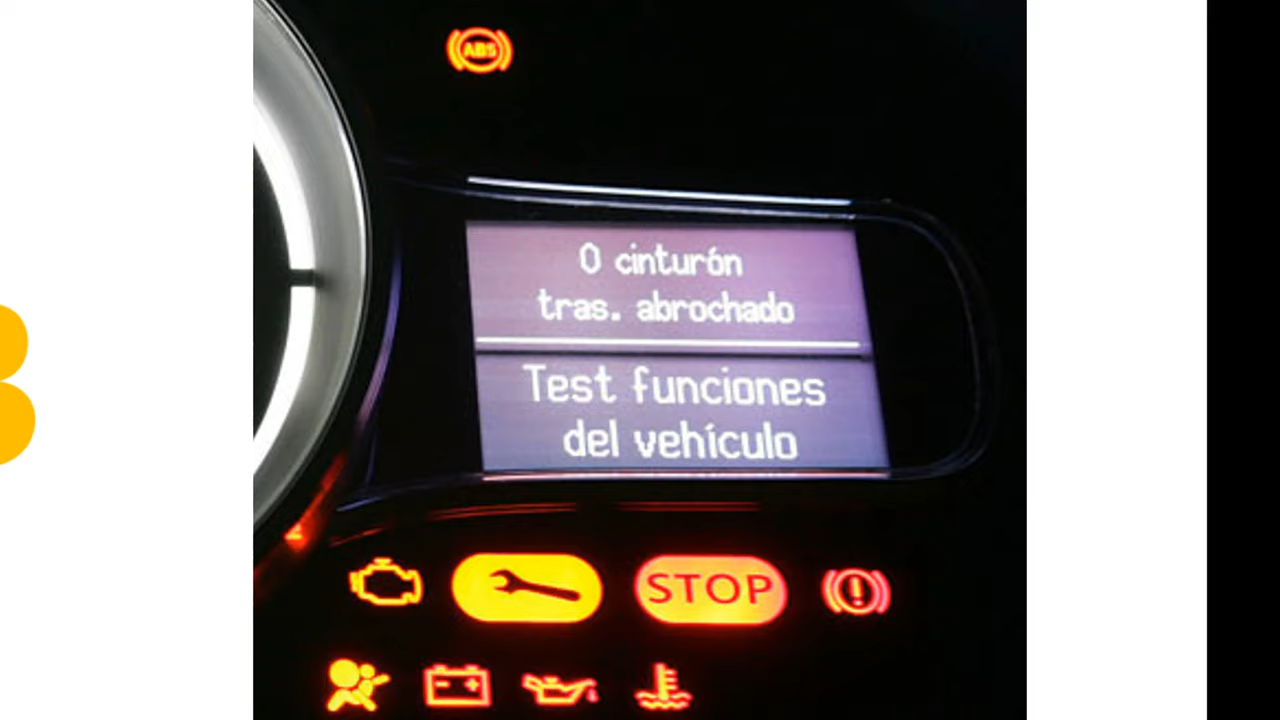 ABS
0 cinturón
tras. abrochado
Test funciones
del vehículo
STOP